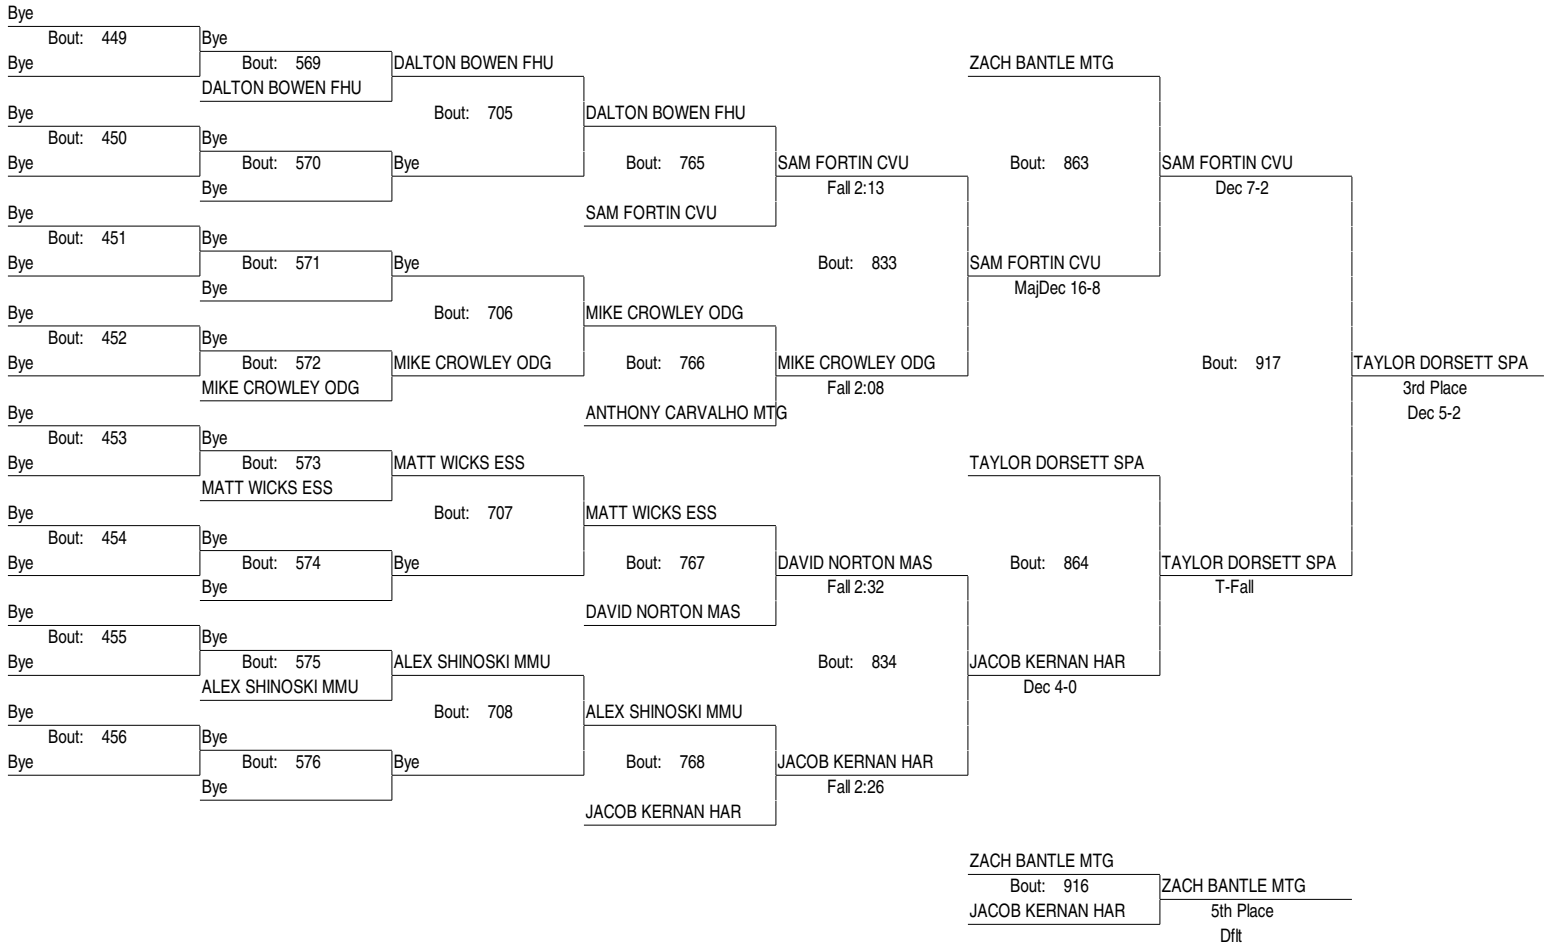 Bye
Bout: 449 Bye
Bye Bout: 569 DALTON BOWEN FHU ZACH BANTLE MTG
DALTON BOWEN FHU
Bye Bout: 705 DALTON BOWEN FHU
Bout: 450 Bye
Bye Bout: 570 Bye Bout: 765 SAM FORTIN CVU Bout: 863 SAM FORTIN CVU
Bye Fall 2:13 Dec 7-2
Bye SAM FORTIN CVU
Bout: 451 Bye
Bye Bout: 571 Bye Bout: 833 SAM FORTIN CVU
Bye MajDec 16-8
Bye Bout: 706 MIKE CROWLEY ODG
Bout: 452 Bye
Bye Bout: 572 MIKE CROWLEY ODG Bout: 766 MIKE CROWLEY ODG Bout: 917 TAYLOR DORSETT SPA
MIKE CROWLEY ODG Fall 2:08 3rd Place
Bye ANTHONY CARVALHO MTG Dec 5-2
Bout: 453 Bye
Bye Bout: 573 MATT WICKS ESS TAYLOR DORSETT SPA
MATT WICKS ESS
Bye Bout: 707 MATT WICKS ESS
Bout: 454 Bye
Bye Bout: 574 Bye Bout: 767 DAVID NORTON MAS Bout: 864 TAYLOR DORSETT SPA
Bye Fall 2:32 T-Fall
Bye DAVID NORTON MAS
Bout: 455 Bye
Bye Bout: 575 ALEX SHINOSKI MMU Bout: 834 JACOB KERNAN HAR
ALEX SHINOSKI MMU Dec 4-0
Bye Bout: 708 ALEX SHINOSKI MMU
Bout: 456 Bye
Bye Bout: 576 Bye Bout: 768 JACOB KERNAN HAR
Bye Fall 2:26
JACOB KERNAN HAR
ZACH BANTLE MTG
Bout: 916 ZACH BANTLE MTG
JACOB KERNAN HAR 5th Place
Dflt